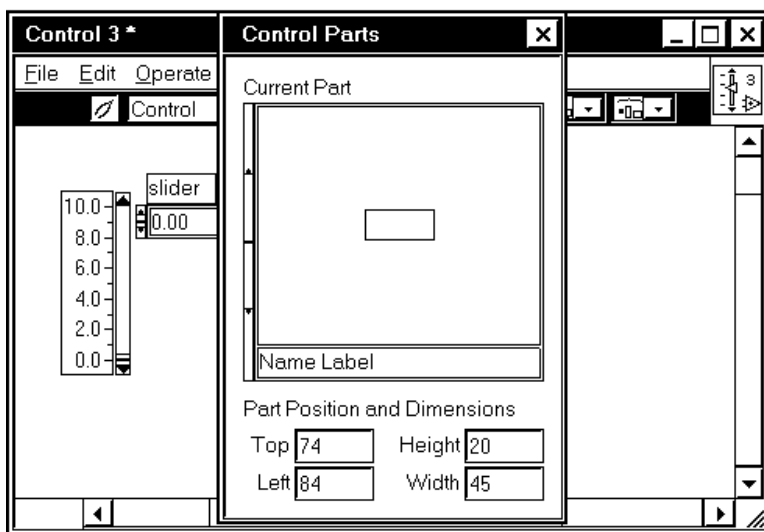 Control 3 *
Control Parts
File Edit Operate
3
Control
Current Part
slider
0.00
10.0
8.0
6.0
4.0
2.0
0.0
Name Label
Part Position and Dimensions
Top 74 Height 20
Left 84 Width 45